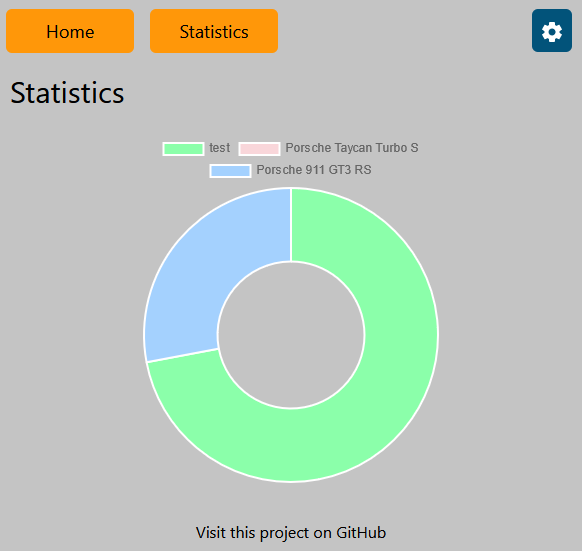 Home Statistics
Statistics
test Porsche Taycan Turbo S
Porsche 911 GT3 RS
Visit this project on GitHub